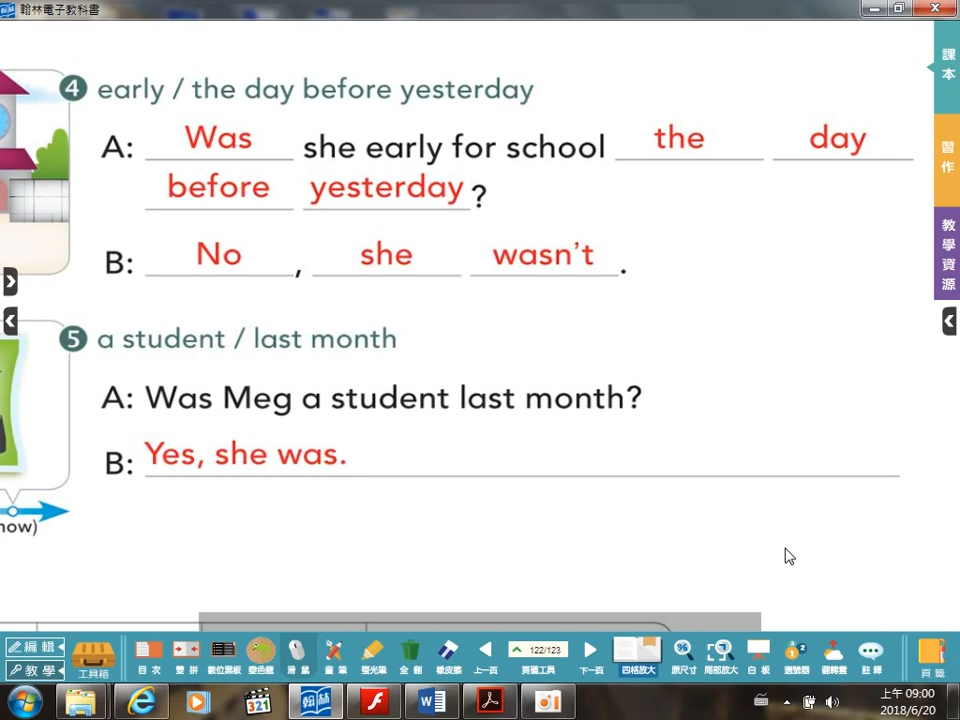 翰林電子教科書
課本
4 early / the day before yesterday
A: Was she early for school the day
before yesterday ?
習作
教學資源
B: No , she wasn't .
5 a student / last month
A: Was Meg a student last month?
B: Yes, she was.
now)
編輯
教學
工具箱
目次
雙拼
數位黑板
變色龍
滑鼠
畫筆
螢光筆
全刪
橡皮擦
上一頁
122/123
頁邊工具
下一頁
四格放大
原尺寸
局部放大
白板
選號器
翻轉雲
註釋
頁籤
321
翰林
上午 09:00
2018/6/20